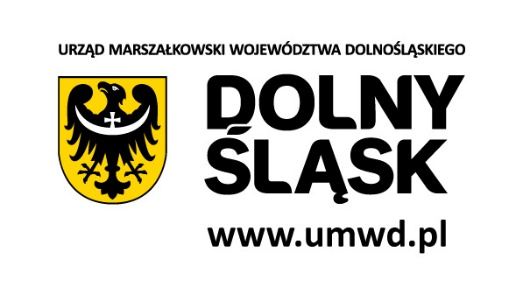 URZĄD MARSZAŁKOWSKI WOJEWÓDZTWA DOLNOŚLĄSKIEGO
DOLNY
ŚLĄSK
www.umwd.pl